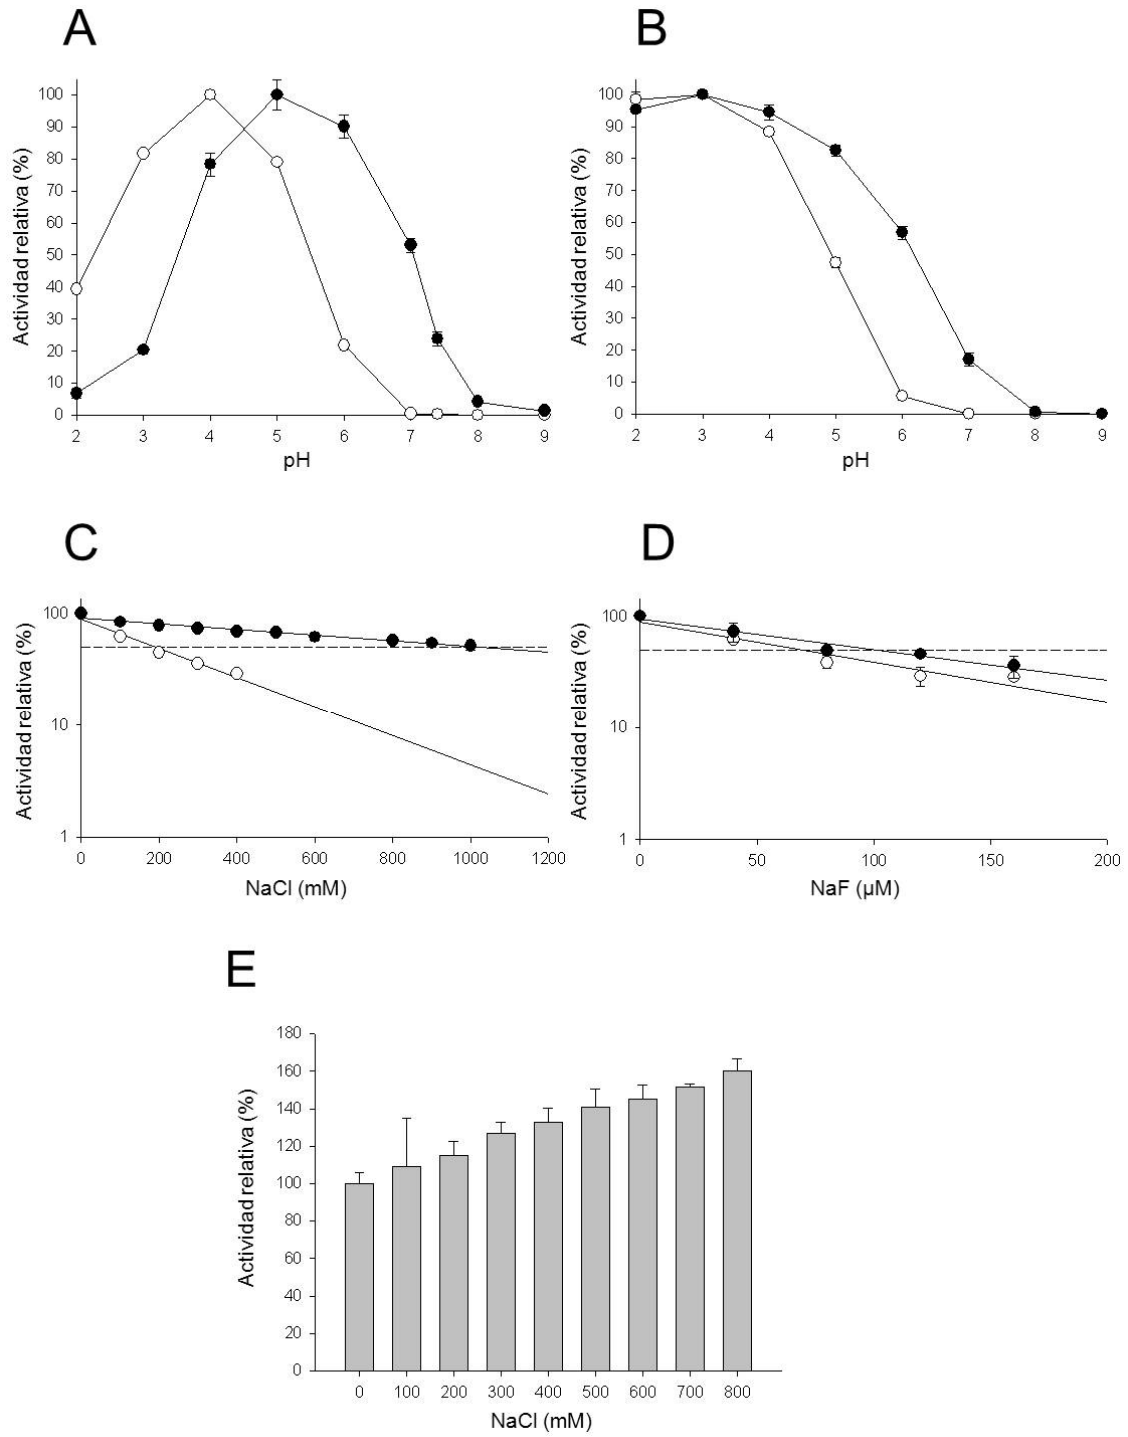 A
Actividad relativa (%)
100
90
80
70
60
50
40
30
20
10
0
2 3 4 5 6 7 8 9
pH
B
Actividad relativa (%)
100
90
80
70
60
50
40
30
20
10
0
2 3 4 5 6 7 8 9
pH
C
Actividad relativa (%)
100
10
1
0 200 400 600 800 1000 1200
NaCl (mM)
D
Actividad relativa (%)
100
10
1
0 50 100 150 200
NaF (µM)
E
Actividad relativa (%)
180
160
140
120
100
80
60
40
20
0
0 100 200 300 400 500 600 700 800
NaCl (mM)